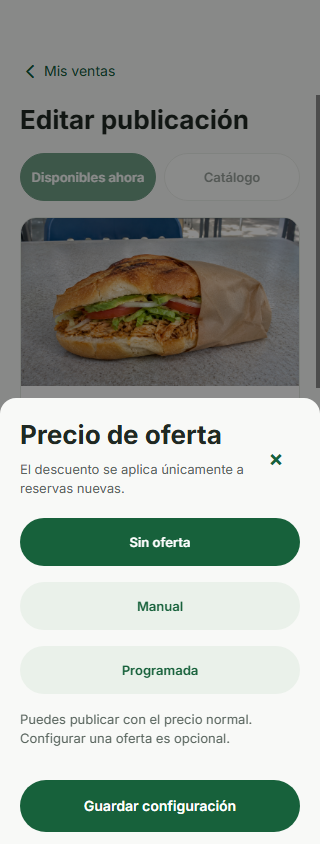 Mis ventas
Editar publicación
Disponibles ahora
Catálogo
Precio de oferta
El descuento se aplica únicamente a
reservas nuevas.
Sin oferta
Manual
Programada
Puedes publicar con el precio normal.
Configurar una oferta es opcional.
Guardar configuración